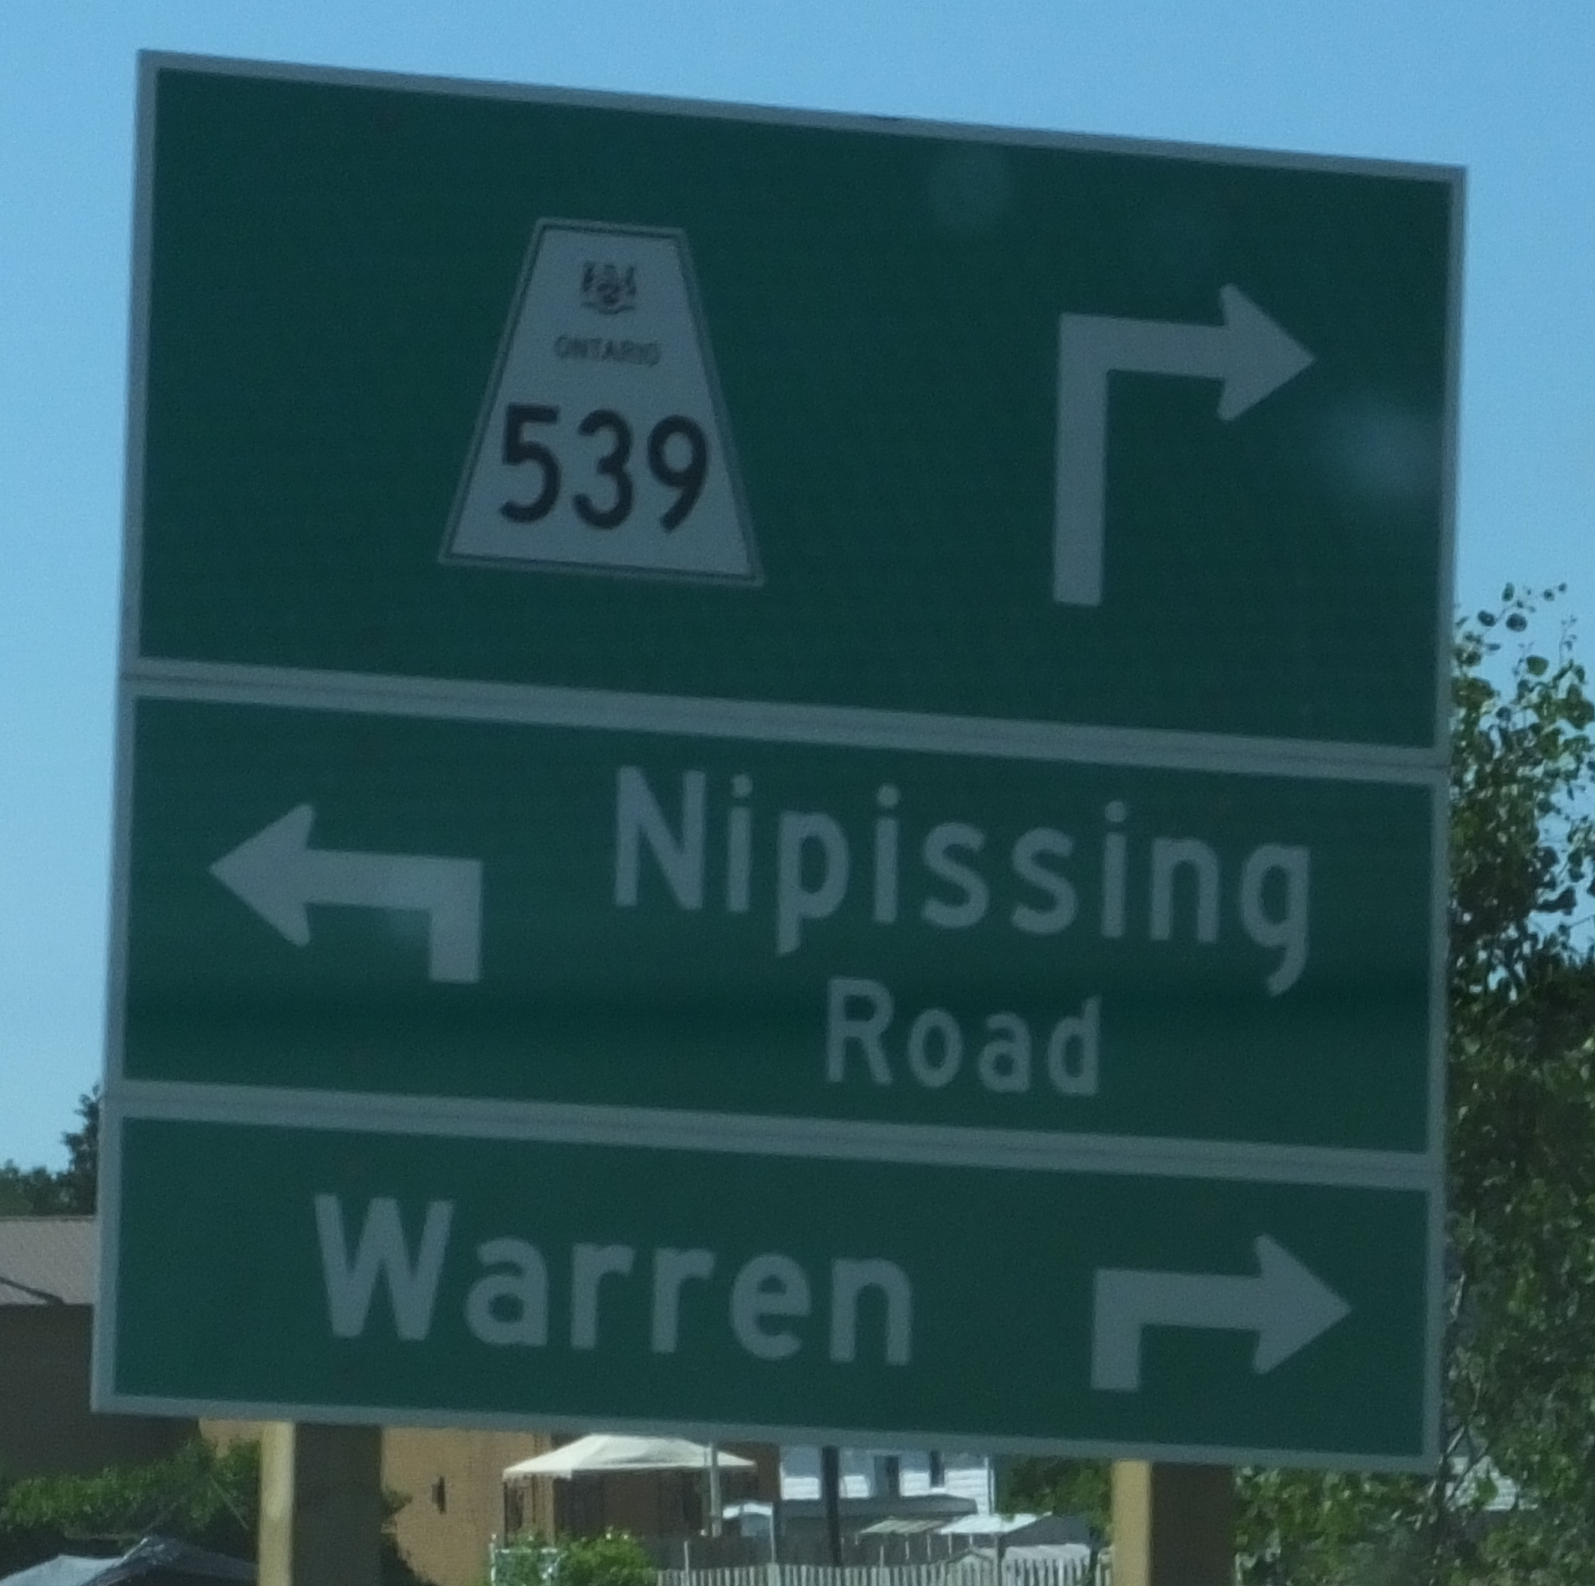 ONTARIO
539
Nipissing
Road
Warren